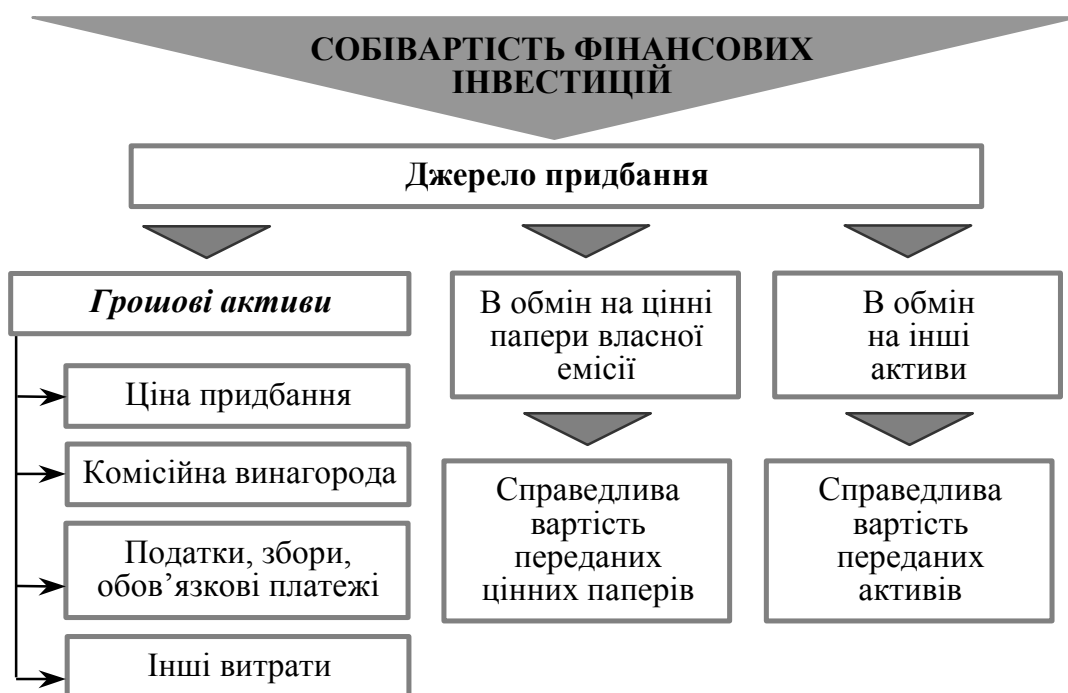 СОБІВАРТІСТЬ ФІНАНСОВИХ
ІНВЕСТИЦІЙ
Джерело придбання
Грошові активи
Ціна придбання
Комісійна винагорода
Податки, збори,
обов’язкові платежі
Інші витрати
В обмін на цінні
папери власної
емісії
Справедлива
вартість
переданих
цінних паперів
В обмін
на інші
активи
Справедлива
вартість
переданих
активів